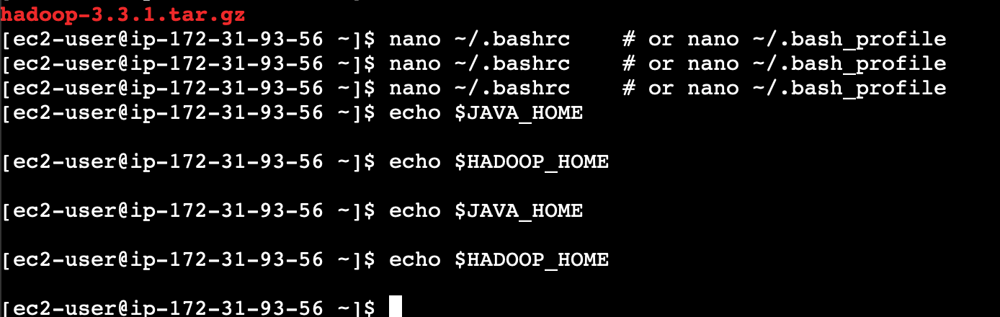 hadoop-3.3.1.tar.gz
[ec2-user@ip-172-31-93-56 ~]$ nano ~/.bashrc    # or nano ~/.bash_profile
[ec2-user@ip-172-31-93-56 ~]$ nano ~/.bashrc    # or nano ~/.bash_profile
[ec2-user@ip-172-31-93-56 ~]$ nano ~/.bashrc    # or nano ~/.bash_profile
[ec2-user@ip-172-31-93-56 ~]$ echo $JAVA_HOME
[ec2-user@ip-172-31-93-56 ~]$ echo $HADOOP_HOME
[ec2-user@ip-172-31-93-56 ~]$ echo $JAVA_HOME
[ec2-user@ip-172-31-93-56 ~]$ echo $HADOOP_HOME
[ec2-user@ip-172-31-93-56 ~]$